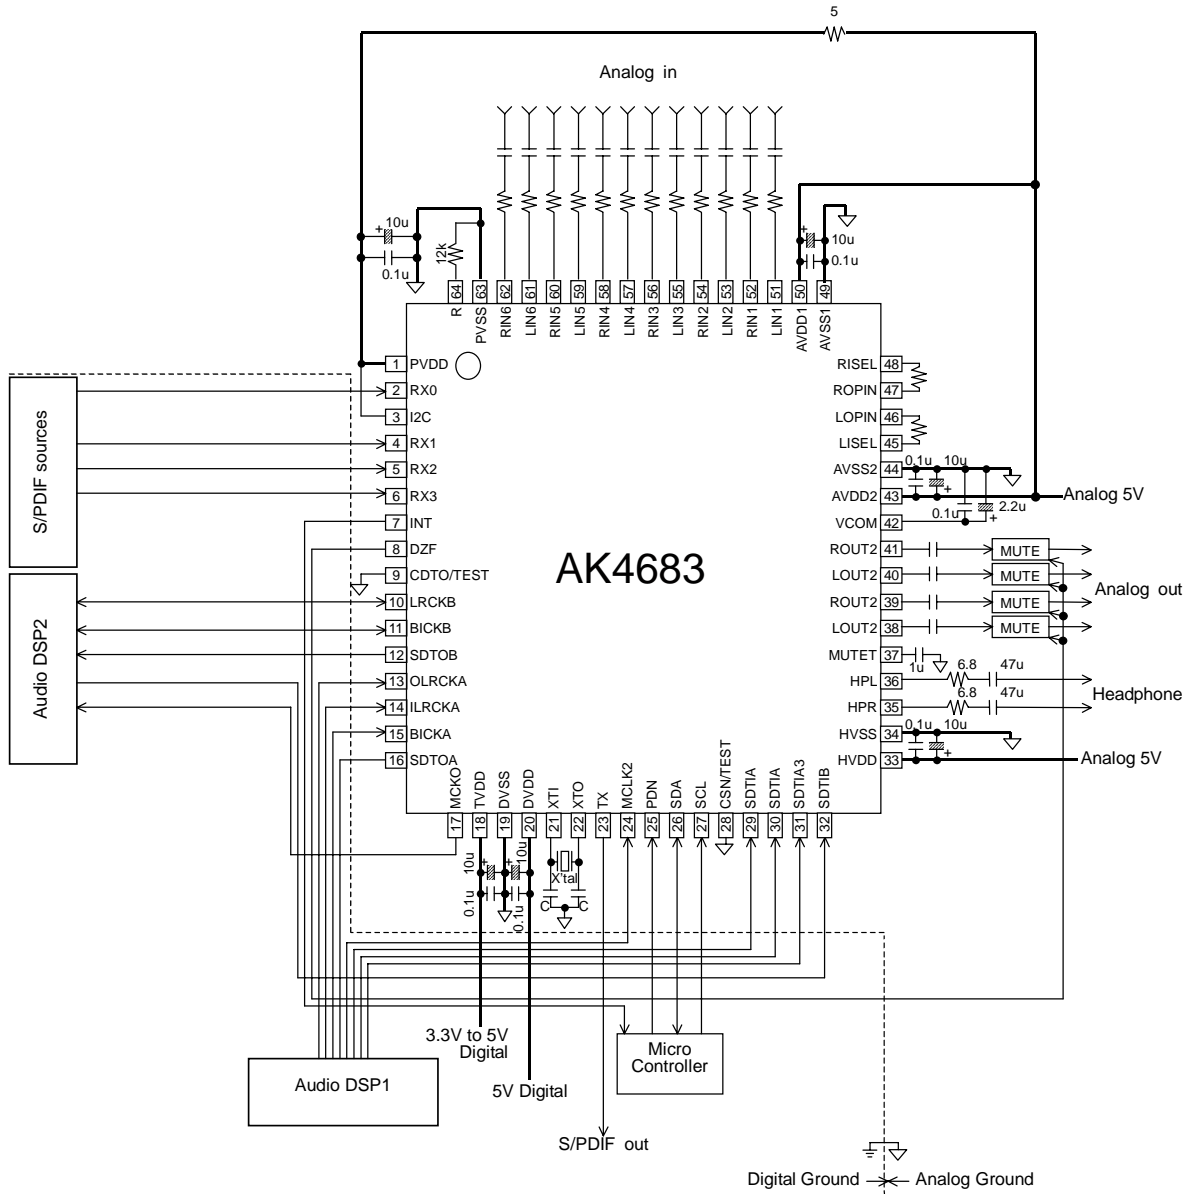 5
Analog in
10u
0.1u
12k
10u
0.1u
64
63
62
61
60
59
58
57
56
55
54
53
52
51
50
49
R
PVSS
RIN6
LIN6
RIN5
LIN5
RIN4
LIN4
RIN3
LIN3
RIN2
LIN2
RIN1
LIN1
AVDD1
AVSS1
S/PDIF sources
Audio DSP2
1 PVDD
2 RX0
3 I2C
4 RX1
5 RX2
6 RX3
7 INT
8 DZF
9 CDTO/TEST
10 LRCKB
11 BICKB
12 SDTOB
13 OLRCKA
14 ILRCKA
15 BICKA
16 SDTOA
AK4683
RISEL 48
ROPIN 47
LOPIN 46
LISEL 45
AVSS2 44
AVDD2 43
VCOM 42
ROUT2 41
LOUT2 40
ROUT2 39
LOUT2 38
MUTET 37
HPL 36
HPR 35
HVSS 34
HVDD 33
0.1u 10u
Analog 5V
0.1u 2.2u
MUTE
MUTE
MUTE
MUTE
Analog out
1u
6.8 47u
6.8 47u
Headphone
0.1u 10u
Analog 5V
MCKO
TVDD
DVSS
DVDD
XTI
XTO
TX
MCLK2
PDN
SDA
SCL
CSN/TEST
SDTIA
SDTIA
SDTIA3
SDTIB
17
18
19
20
21
22
23
24
25
26
27
28
29
30
31
32
10u
10u
0.1u
0.1u
X'tal
C
C
3.3V to 5V
Digital
5V Digital
Micro
Controller
Audio DSP1
S/PDIF out
Digital Ground
Analog Ground